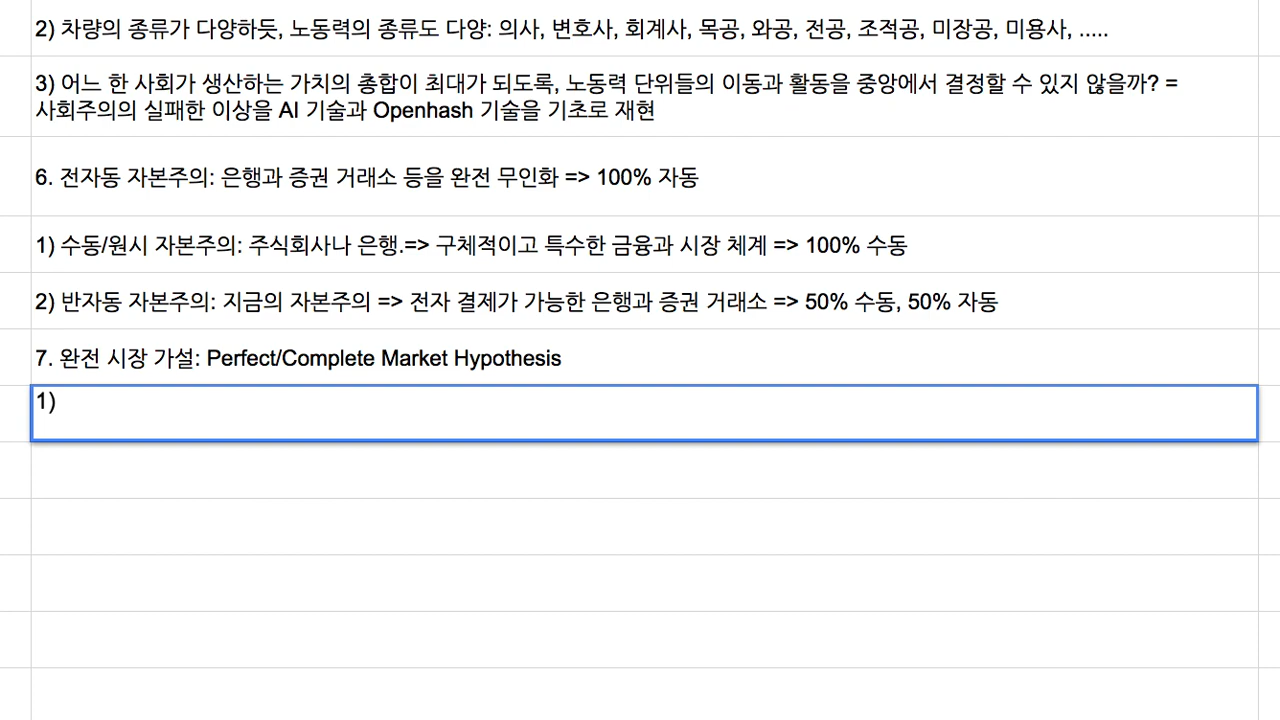 2) 차량의 종류가 다양하듯, 노동력의 종류도 다양: 의사, 변호사, 회계사, 목공, 와공, 전공, 조적공, 미장공, 미용사, .....
3) 어느 한 사회가 생산하는 가치의 총합이 최대가 되도록, 노동력 단위들의 이동과 활동을 중앙에서 결정할 수 있지 않을까? =
사회주의의 실패한 이상을 AI 기술과 Openhash 기술을 기초로 재현
6. 전자동 자본주의: 은행과 증권 거래소 등을 완전 무인화 => 100% 자동
1) 수동/원시 자본주의: 주식회사나 은행.=> 구체적이고 특수한 금융과 시장 체계 => 100% 수동
2) 반자동 자본주의: 지금의 자본주의 => 전자 결제가 가능한 은행과 증권 거래소 => 50% 수동, 50% 자동
7. 완전 시장 가설: Perfect/Complete Market Hypothesis
1)